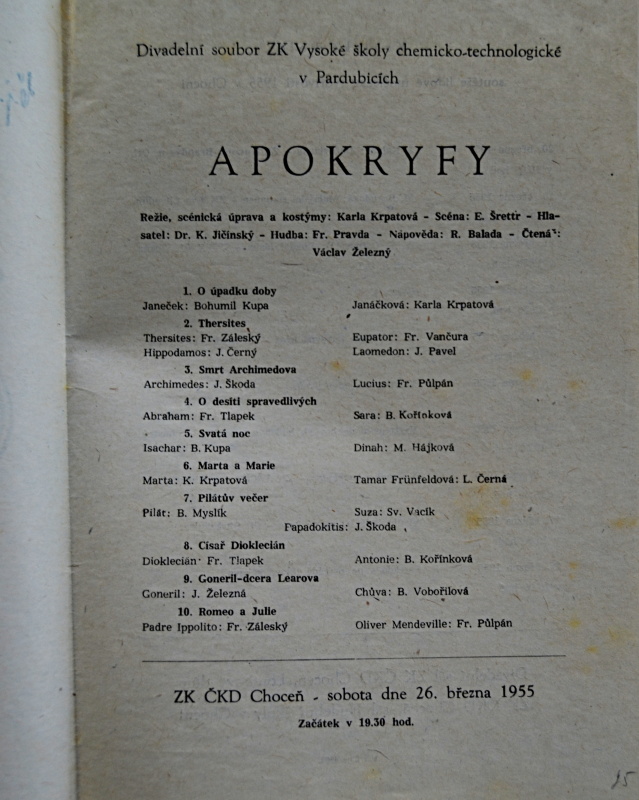 Divadelní soubor ZK Vysoké školy chemicko-technologické
v Pardubicích
APOKRYFY
Režie, scénická úprava a kostýmy: Karla Krpatová - Scéna: E. Šrettr - Hla-
satel: Dr. K. Jičínský - Hudba: Fr. Pravda - Nápověda: R. Balada - Čtenář:
Václav Železný
1. O úpadku doby
Janeček: Bohumil Kupa Janáčková: Karla Krpatová
2. Thersites
Thersites: Fr. Záleský Eupator: Fr. Vančura
Hippodamos: J. Černý Laomedon: J. Pavel
3. Smrt Archimedova
Archimedes: J. Škoda Lucius: Fr. Půlpán
4. O desíti spravedlivých
Abraham: Fr. Tlapek Sara: B. Kořínková
5. Svatá noc
Isachar: B. Kupa Dinah: M. Hájková
6. Marta a Marie
Marta: K. Krpatová Tamar Frünfeldová: L. Černá
7. Pilátův večer
Pilát: B. Myslík Suza: Sv. Vacík
Papadokitis: J. Škoda
8. Císař Dioklecián
Dioklecián: Fr. Tlapek Antonie: B. Kořínková
9. Goneril-dcera Learova
Goneril: J. Železná Chůva: B. Vobořilová
10. Romeo a Julie
Padre Ippolito: Fr. Záleský Oliver Mendeville: Fr. Půlpán
ZK ČKD Choceň - sobota dne 26. března 1955
Začátek v 19.30 hod.